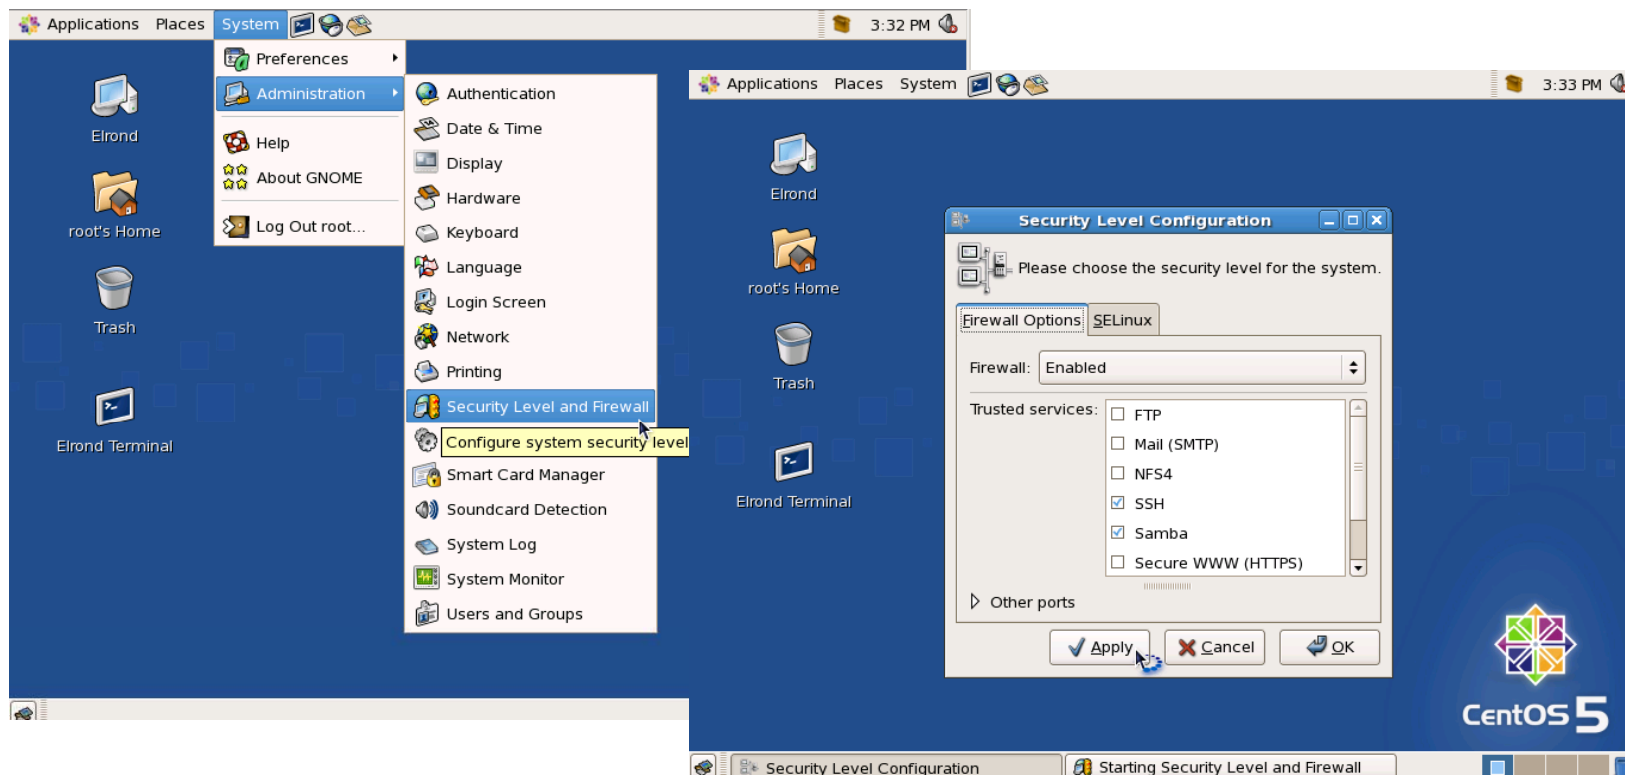 Applications Places System
3:32 PM
Preferences
Administration
Help
About GNOME
Log Out root...
Authentication
Date & Time
Display
Hardware
Keyboard
Language
Login Screen
Network
Printing
Security Level and Firewall
Configure system security level
Smart Card Manager
Soundcard Detection
System Log
System Monitor
Users and Groups
Elrond
root's Home
Trash
Elrond Terminal
Applications Places System
3:33 PM
Elrond
root's Home
Trash
Elrond Terminal
Security Level Configuration
Please choose the security level for the system.
Firewall Options SELinux
Firewall: Enabled
Trusted services:
FTP
Mail (SMTP)
NFS4
SSH
Samba
Secure WWW (HTTPS)
Other ports
Apply Cancel OK
CentOS 5
Security Level Configuration
Starting Security Level and Firewall